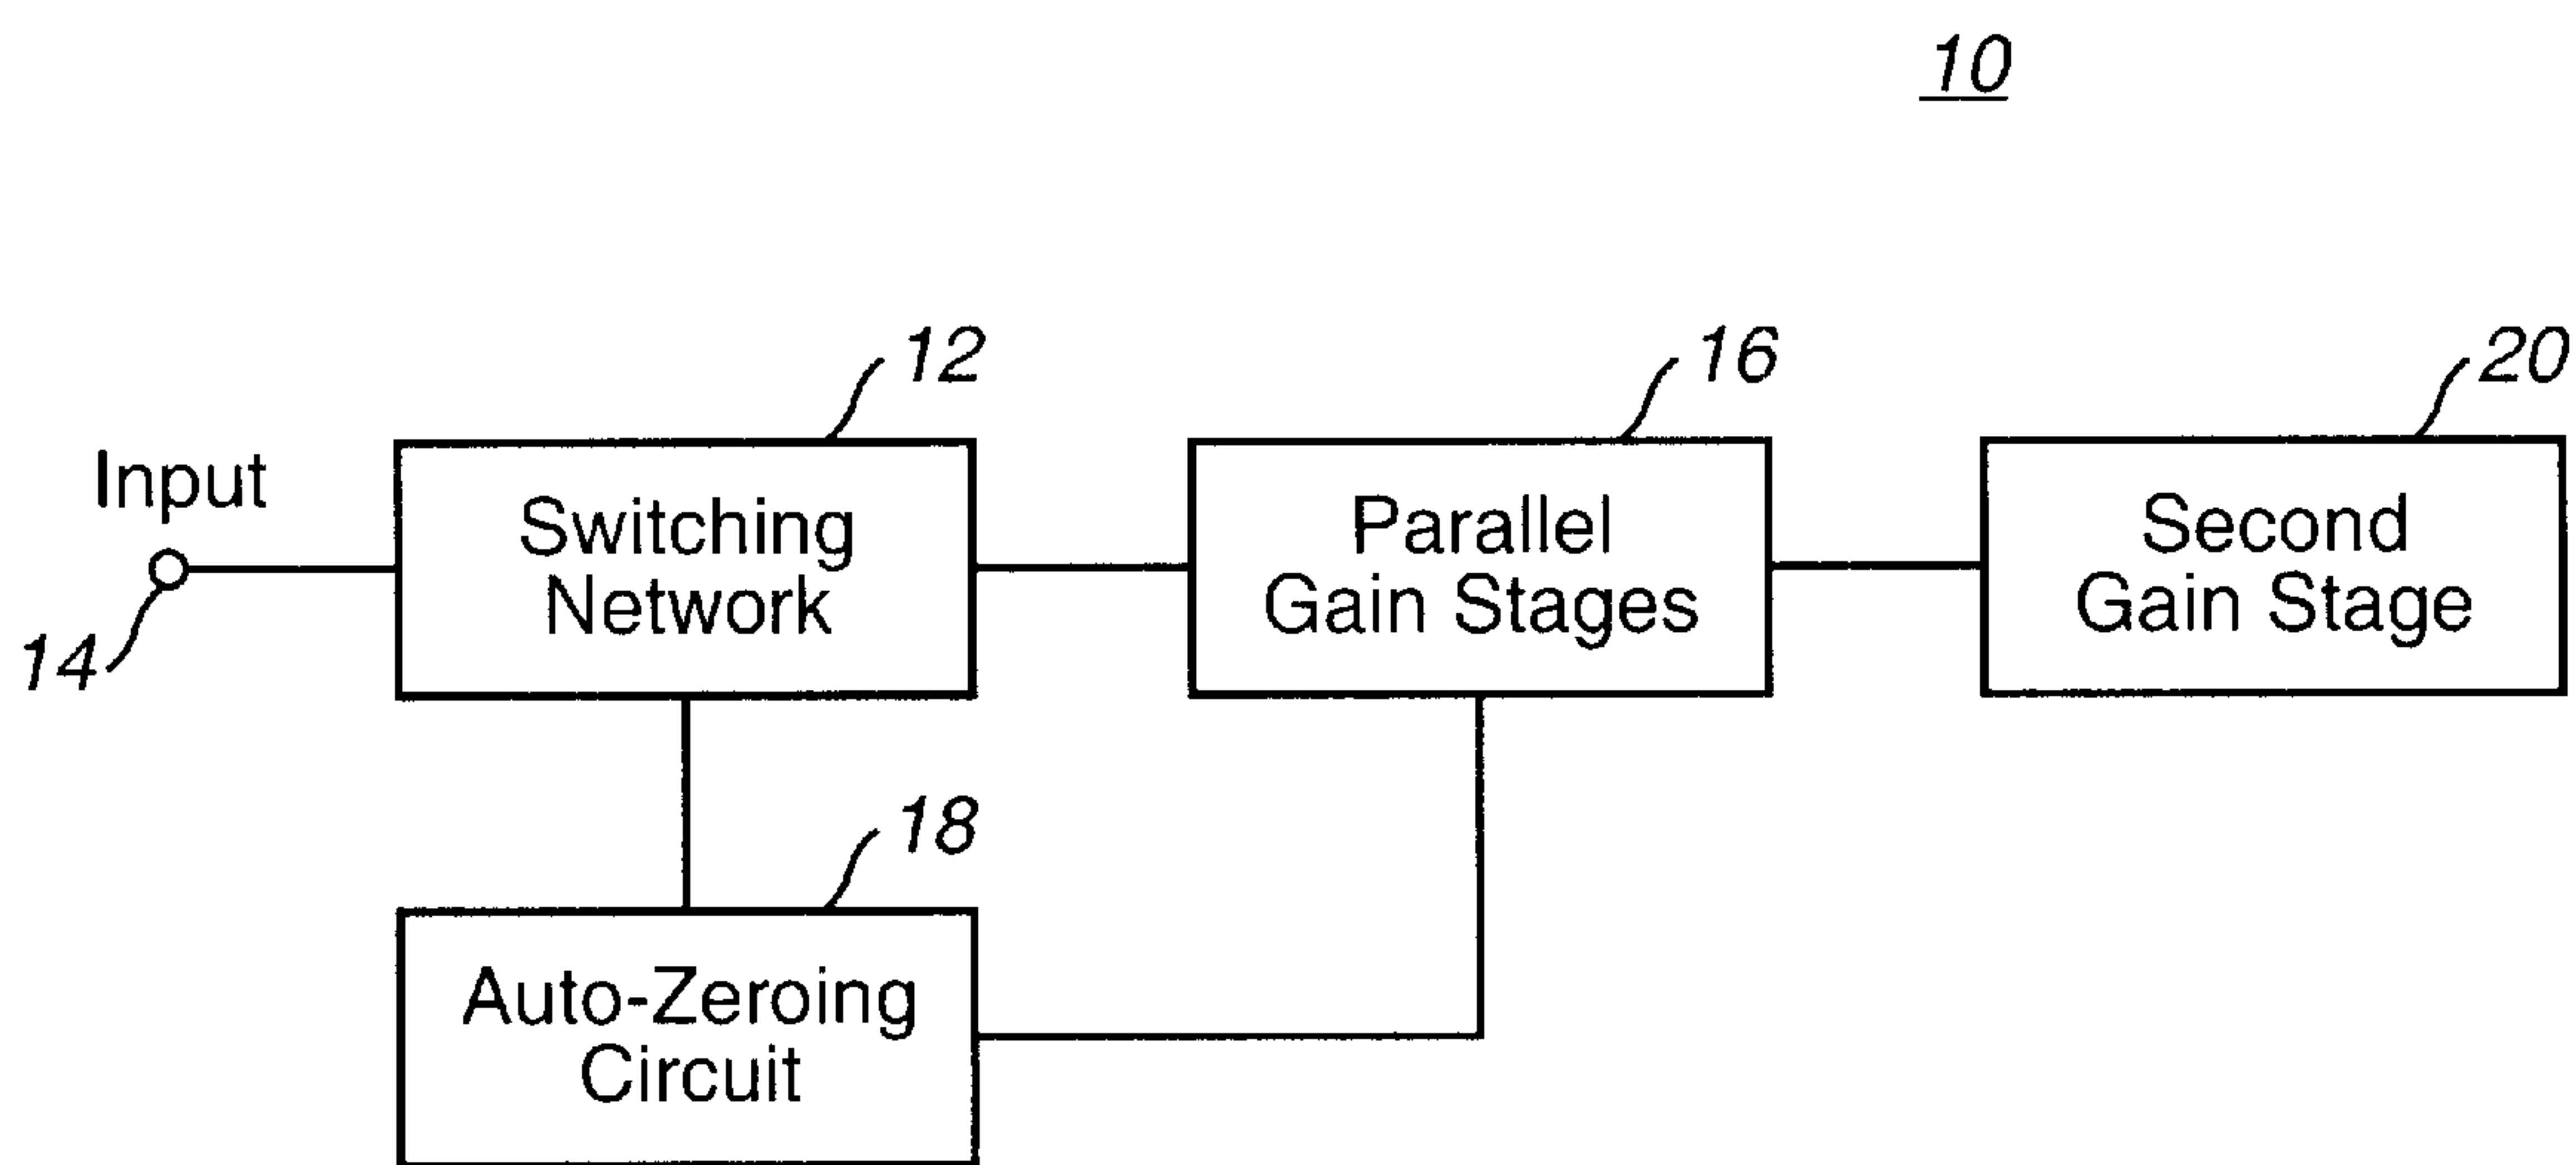 10
12
16
20
Input
Switching
Network
Parallel
Gain Stages
Second
Gain Stage
14
18
Auto-Zeroing
Circuit